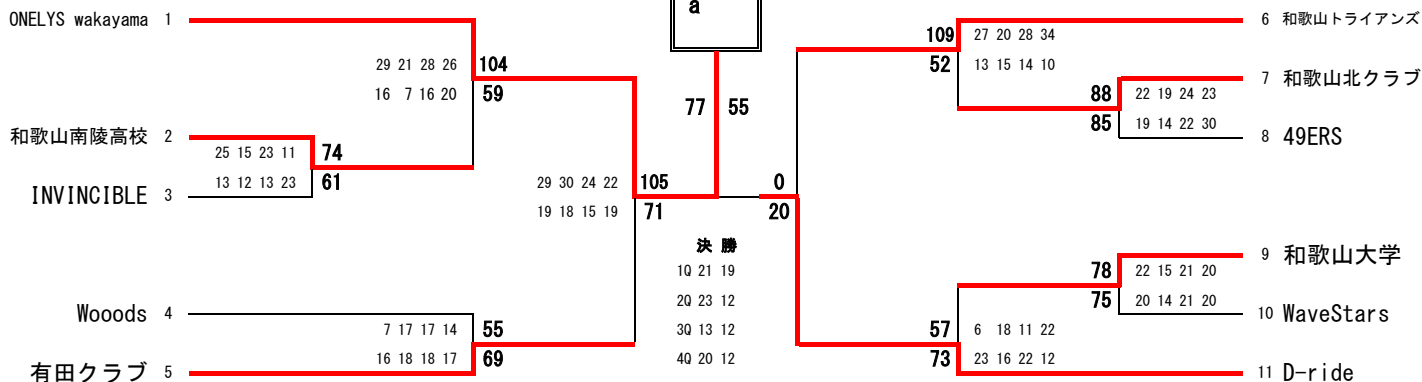 a
ONELYS wakayama 1
29 21 28 26 104
16 7 16 20 59
和歌山南陵高校 2
25 15 23 11 74
13 12 13 23 61
INVINCIBLE 3
29 30 24 22 105
19 18 15 19 71
Wooods 4
7 17 17 14 55
16 18 18 17 69
有田クラブ 5
77 55
決 勝
1Q 21 19
2Q 23 12
3Q 13 12
4Q 20 12
0
20
6 和歌山トライアンズ
109 27 20 28 34
52 13 15 14 10
7 和歌山北クラブ
88 22 19 24 23
85 19 14 22 30
8 49ERS
9 和歌山大学
78 22 15 21 20
75 20 14 21 20
10 WaveStars
57 6 18 11 22
73 23 16 22 12
11 D-ride